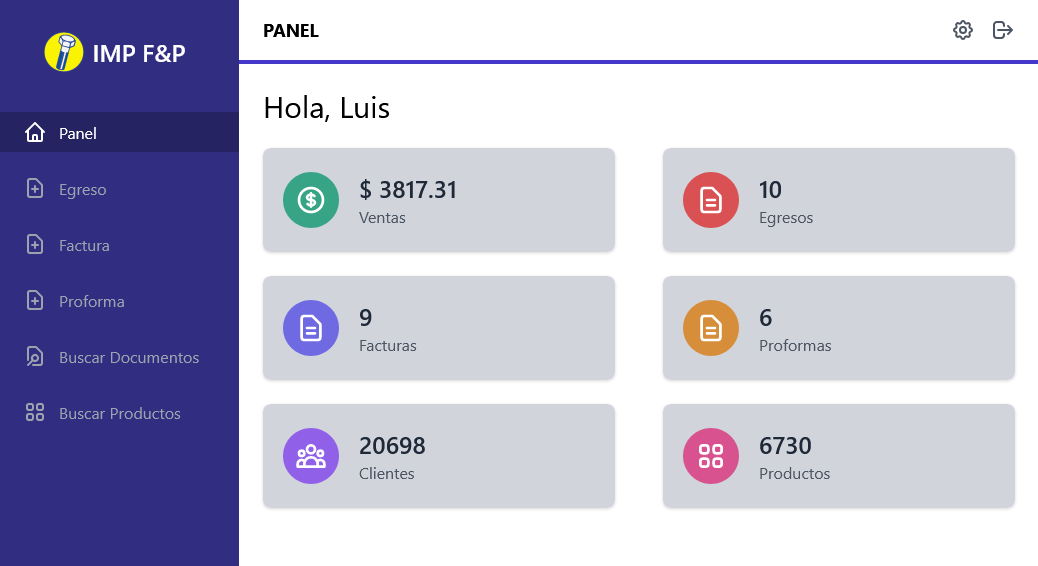 IMP F&P
Panel
Egreso
Factura
Proforma
Buscar Documentos
Buscar Productos
PANEL
Hola, Luis
$ 3817.31
Ventas
10
Egresos
9
Facturas
6
Proformas
20698
Clientes
6730
Productos